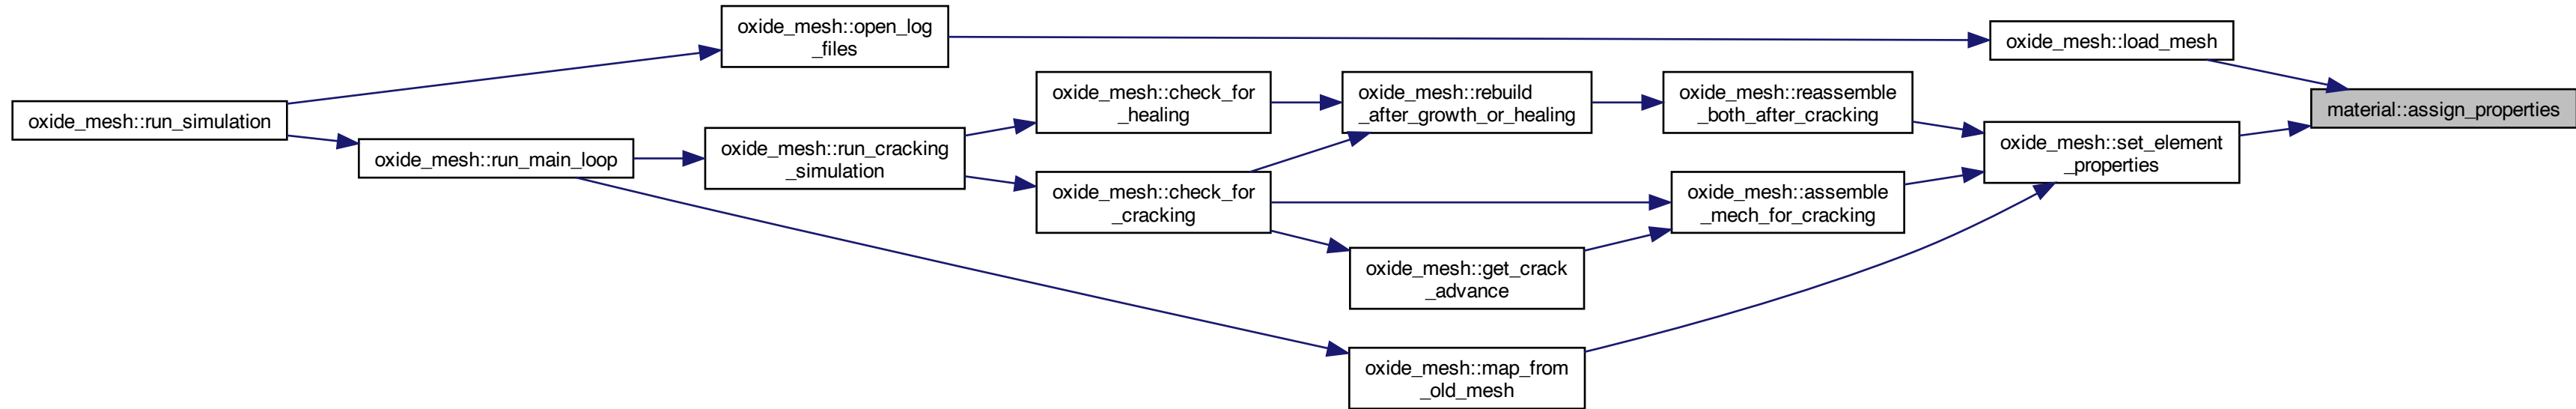 oxide_mesh::run_simulation
oxide_mesh::open_log
_files
oxide_mesh::run_main_loop
oxide_mesh::run_cracking
_simulation
oxide_mesh::check_for
_healing
oxide_mesh::check_for
_cracking
oxide_mesh::rebuild
_after_growth_or_healing
oxide_mesh::get_crack
_advance
oxide_mesh::map_from
_old_mesh
oxide_mesh::reassemble
_both_after_cracking
oxide_mesh::assemble
_mech_for_cracking
oxide_mesh::load_mesh
oxide_mesh::set_element
_properties
material::assign_properties